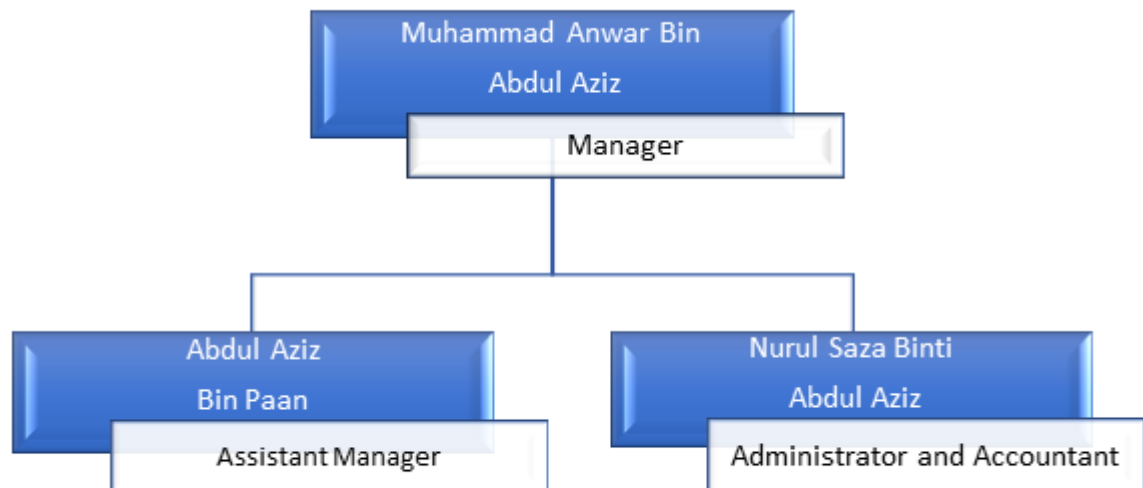 Muhammad Anwar Bin
Abdul Aziz
Manager
Abdul Aziz
Bin Paan
Assistant Manager
Nurul Saza Binti
Abdul Aziz
Administrator and Accountant